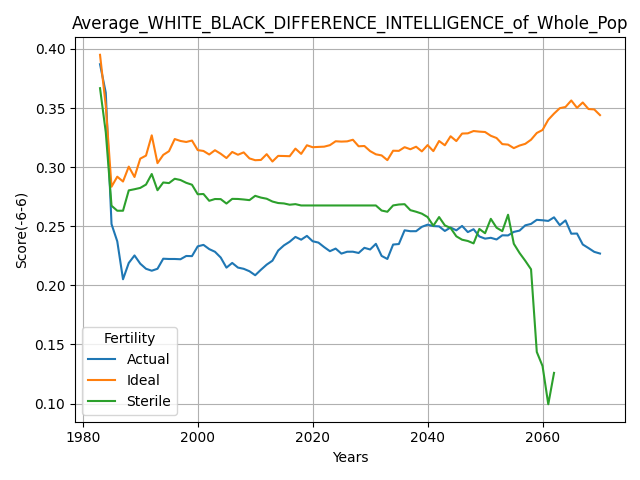 Average_WHITE_BLACK_DIFFERENCE_INTELLIGENCE_of_Whole_Pop
0.40
0.35
0.30
0.25
0.20
0.15
0.10
Score(-6-6)
Fertility
Actual
Ideal
Sterile
1980
2000
2020
2040
2060
Years